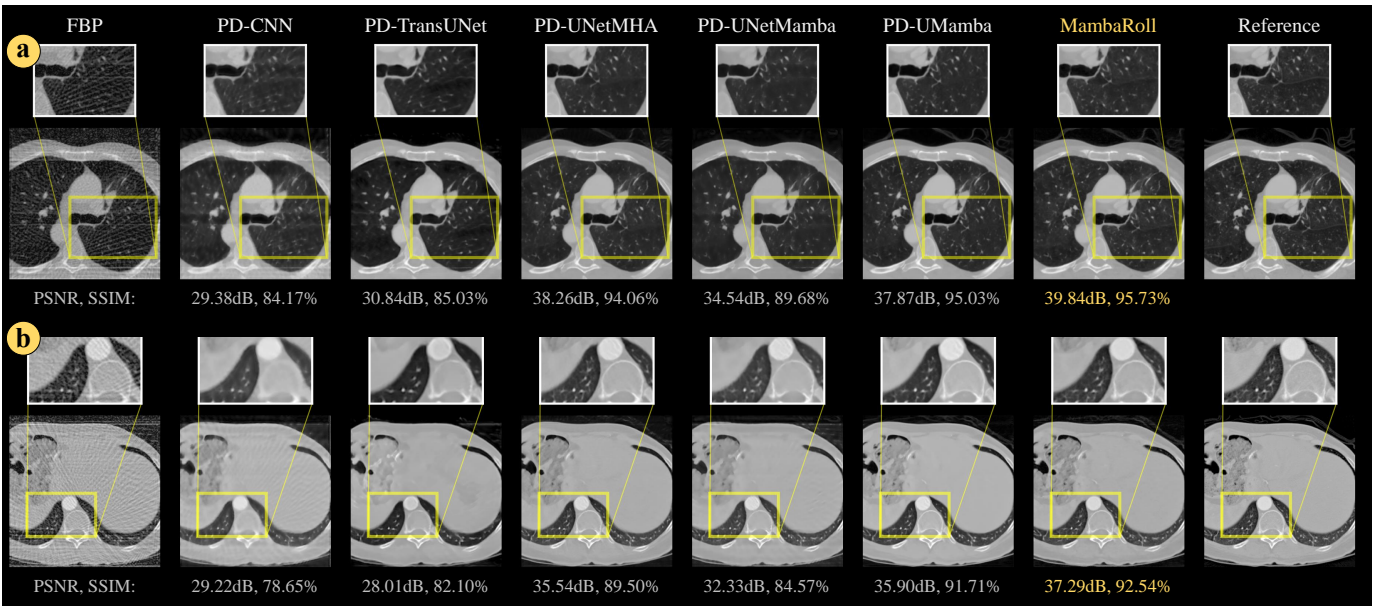 FBP PD-CNN PD-TransUNet PD-UNetMHA PD-UNetMamba PD-UMamba MambaRoll Reference
a
PSNR, SSIM: 29.38dB, 84.17% 30.84dB, 85.03% 38.26dB, 94.06% 34.54dB, 89.68% 37.87dB, 95.03% 39.84dB, 95.73%
b
PSNR, SSIM: 29.22dB, 78.65% 28.01dB, 82.10% 35.54dB, 89.50% 32.33dB, 84.57% 35.90dB, 91.71% 37.29dB, 92.54%